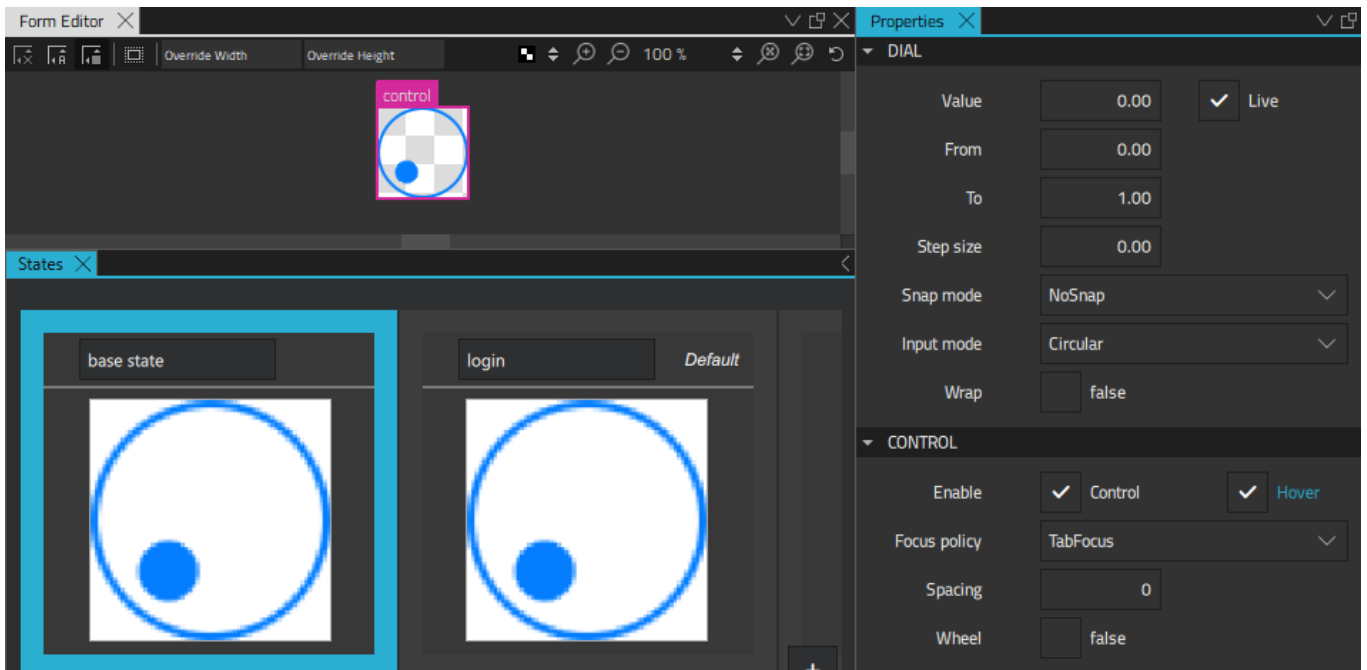 Form Editor
Override Width Override Height 100 %
control
States
base state
login Default
Properties
DIAL
Value 0.00 Live
From 0.00
To 1.00
Step size 0.00
Snap mode NoSnap
Input mode Circular
Wrap false
CONTROL
Enable Control Hover
Focus policy TabFocus
Spacing 0
Wheel false